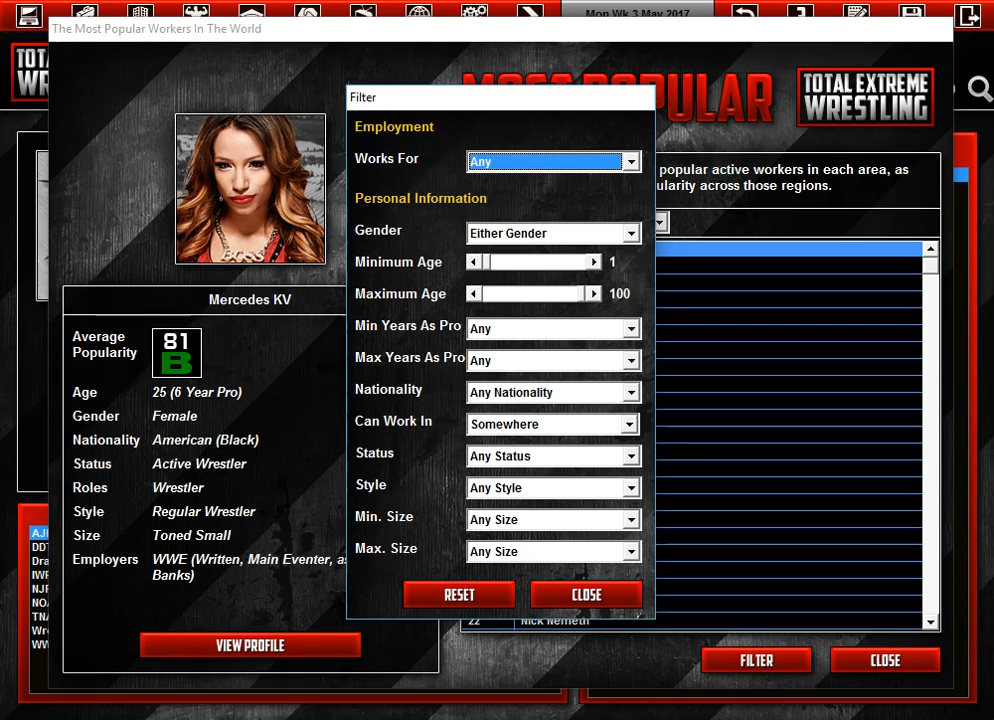 Mon Wk 3 May 2017
The Most Popular Workers In The World
TOTAL EXTREME
WRESTLING
Filter
Employment
Works For Any
Personal Information
Gender Either Gender
Minimum Age 1
Maximum Age 100
Min Years As Pro Any
Max Years As Pro Any
Nationality Any Nationality
Can Work In Somewhere
Status Any Status
Style Any Style
Min. Size Any Size
Max. Size Any Size
RESET CLOSE
popular active workers in each area, as
ularity across those regions.
BOSS
Mercedes KV
Average
Popularity
81
B
Age 25 (6 Year Pro)
Gender Female
Nationality American (Black)
Status Active Wrestler
Roles Wrestler
Style Regular Wrestler
Size Toned Small
Employers WWE (Written, Main Eventer, as
Banks)
VIEW PROFILE
22 Nick Nemeth
FILTER CLOSE